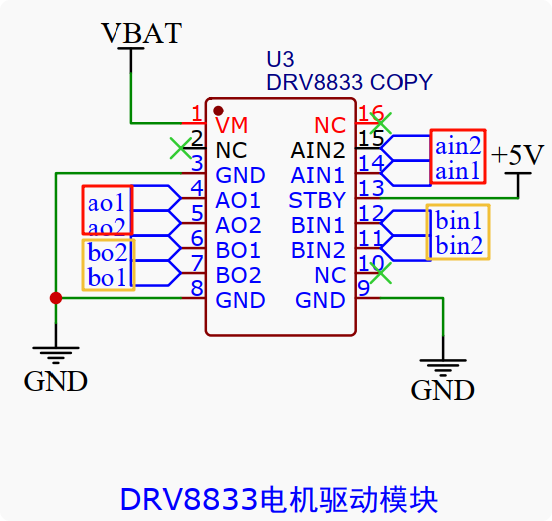 VBAT
U3
DRV8833 COPY
1
VM
2
NC
3
GND
4
AO1
5
AO2
6
BO1
7
BO2
8
GND
16
NC
15
AIN2
14
AIN1
13
STBY
12
BIN1
11
BIN2
10
NC
9
GND
ao1
ao2
bo2
bo1
ain2
ain1
+5V
bin1
bin2
GND
GND
DRV8833电机驱动模块